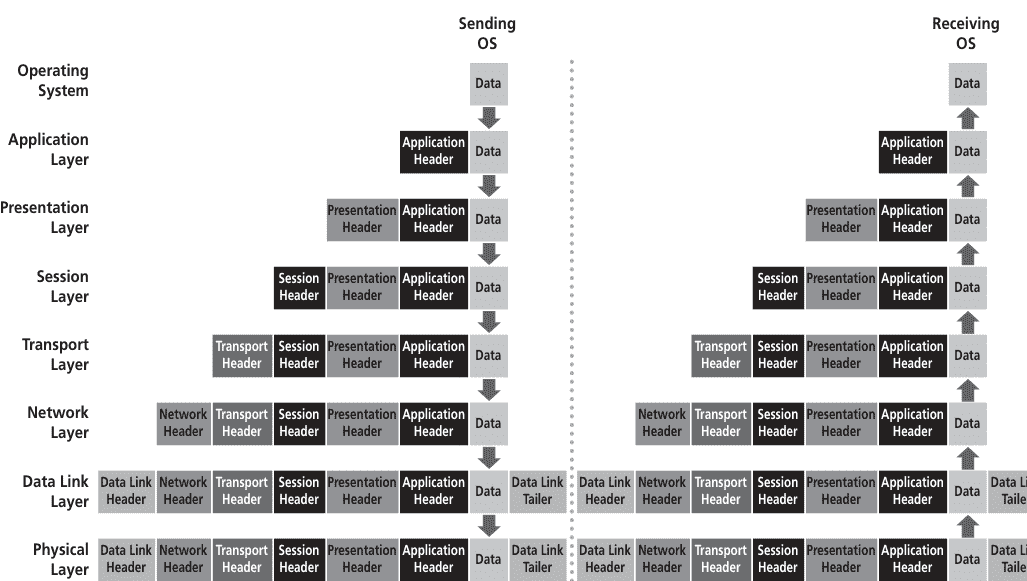 Sending
OS
Receiving
OS
Operating
System
Data
Data
Application
Layer
Application
Header
Data
Application
Header
Data
Presentation
Layer
Presentation
Header
Application
Header
Data
Presentation
Header
Application
Header
Data
Session
Layer
Session
Header
Presentation
Header
Application
Header
Data
Session
Header
Presentation
Header
Application
Header
Data
Transport
Layer
Transport
Header
Session
Header
Presentation
Header
Application
Header
Data
Transport
Header
Session
Header
Presentation
Header
Application
Header
Data
Network
Layer
Network
Header
Transport
Header
Session
Header
Presentation
Header
Application
Header
Data
Network
Header
Transport
Header
Session
Header
Presentation
Header
Application
Header
Data
Data Link
Layer
Data Link
Header
Network
Header
Transport
Header
Session
Header
Presentation
Header
Application
Header
Data
Data Link
Tailer
Data Link
Header
Network
Header
Transport
Header
Session
Header
Presentation
Header
Application
Header
Data
Data Li
Taile
Physical
Layer
Data Link
Header
Network
Header
Transport
Header
Session
Header
Presentation
Header
Application
Header
Data
Data Link
Tailer
Data Link
Header
Network
Header
Transport
Header
Session
Header
Presentation
Header
Application
Header
Data
Data Li
Taile